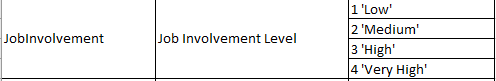 1 'Low'
2 'Medium'
JobInvolvement Job Involvement Level
3 'High'
4 'Very High'